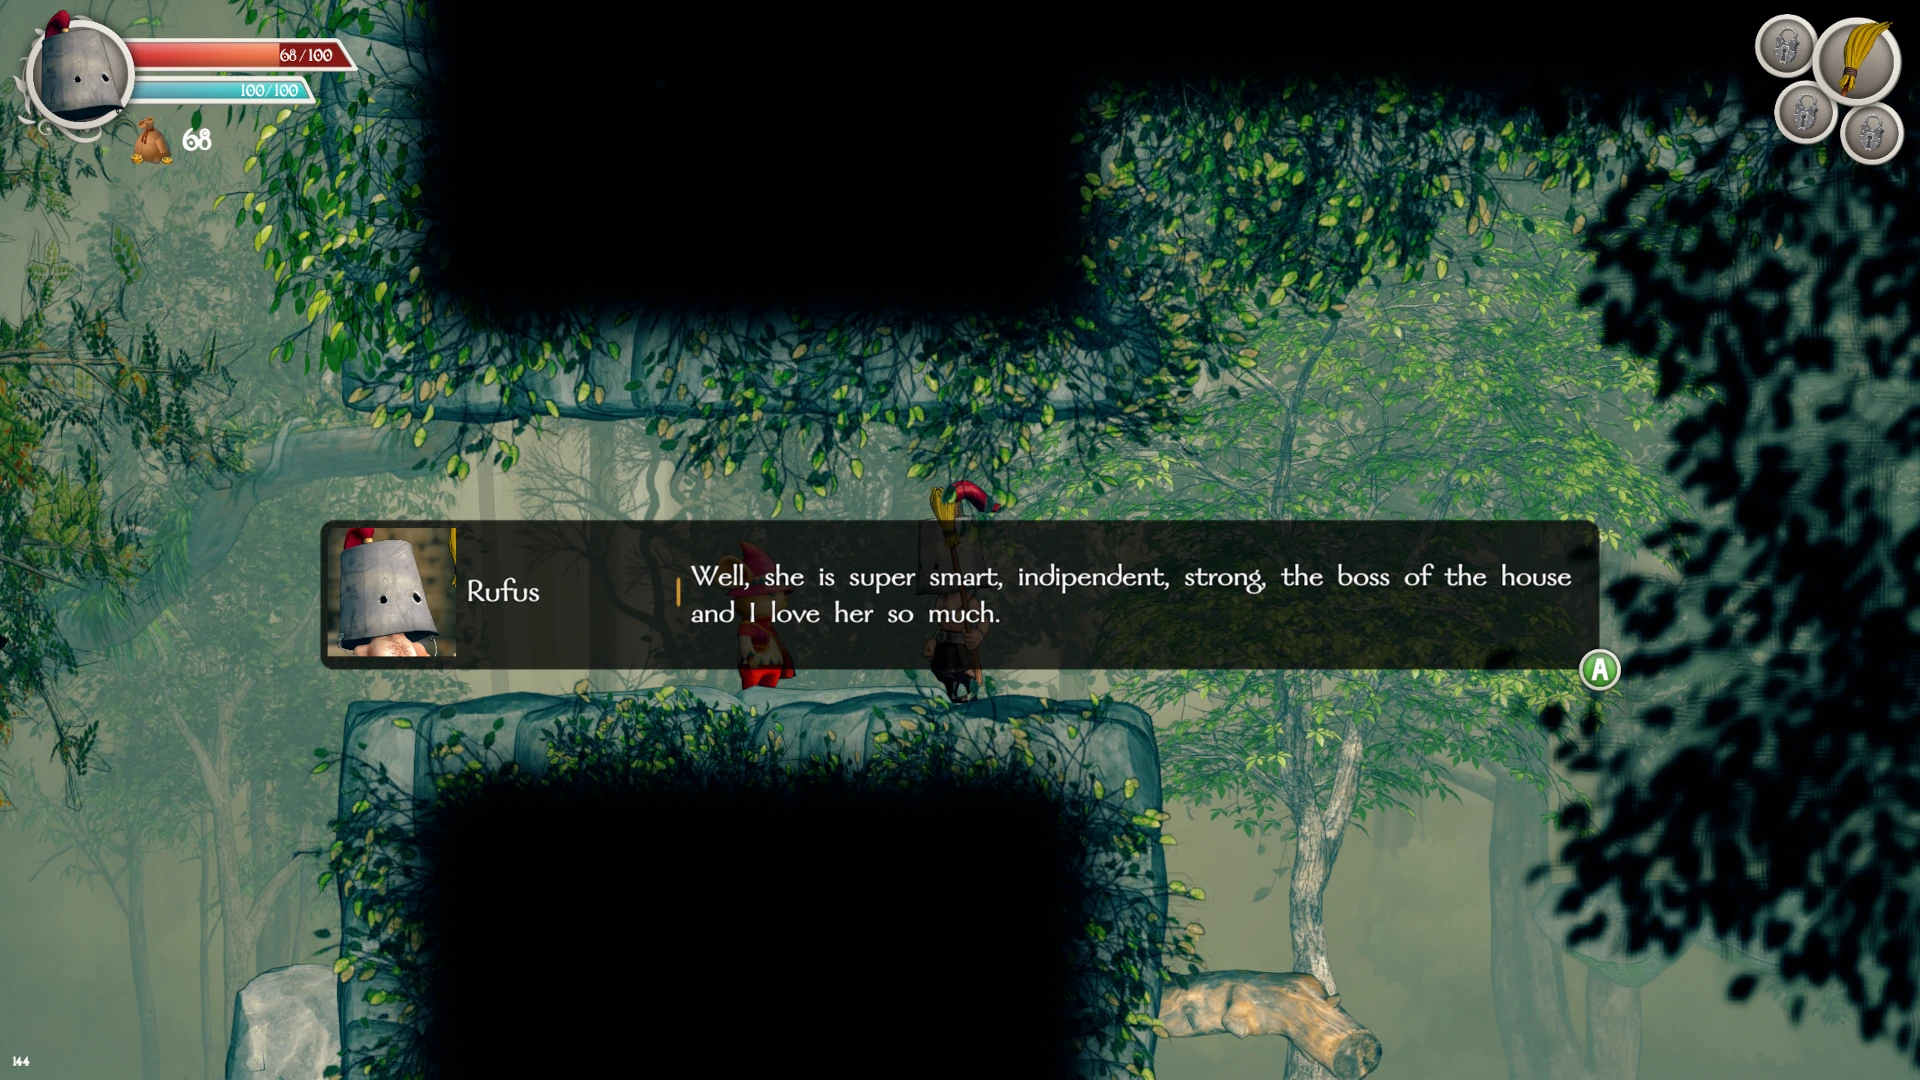 68/100
100/100
68
Rufus
Well, she is super smart, indipendent, strong, the boss of the house
and I love her so much.
A
144